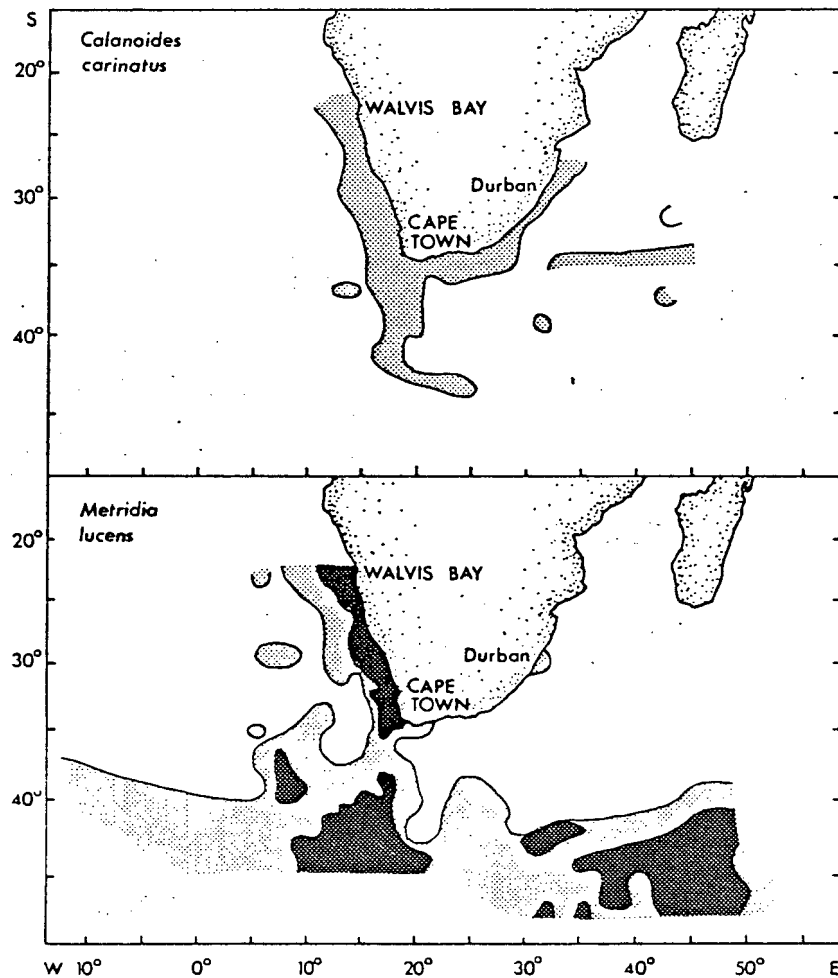 S
Calanoides
carinatus
20°
WALVIS BAY
30°
Durban
CAPE
TOWN
40°
Metridia
lucens
20°
WALVIS BAY
30°
Durban
CAPE
TOWN
40°
W 10° 0° 10° 20° 30° 40° 50° E